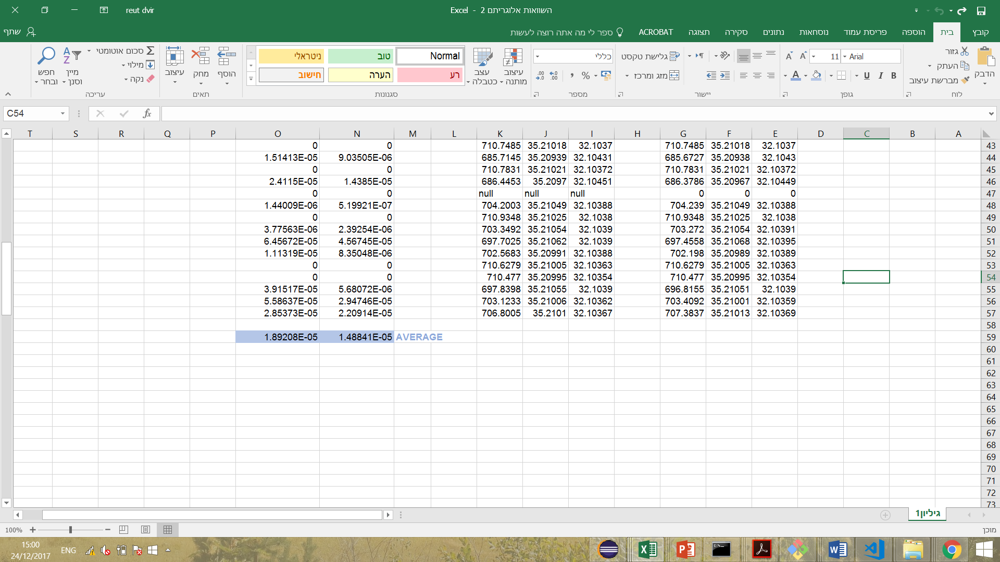 reut dvir
השוואות אלגוריתם 2 - Excel
קובץ בית הוספה פריסת עמוד נוסחאות נתונים סקירה תצוגה ACROBAT ספר לי מה אתה רוצה לעשות שתף
הדבק
גזור
העתק
מברשת עיצוב
לוח
Arial 11
B I U
גופן
גלישת טקסט
מזג ומרכז
יישור
כללי
%
מספר
עיצוב מותנה
עצב כטבלה
Normal טוב ניטראלי
רע הערה חישוב
סגנונות
הוסף מחק עיצוב
תאים
סכום אוטומטי
מילוי
נקה
מיין וסנן
חפש ובחר
עריכה
C54 fx
T S R Q P O N M L K J I H G F E D C B A
0 0 710.7485 35.21018 32.1037 710.7485 35.21018 32.1037 43
1.51413E-05 9.03505E-06 685.7145 35.20939 32.10431 685.6727 35.20938 32.1043 44
0 0 710.7831 35.21021 32.10372 710.7831 35.21021 32.10372 45
2.4115E-05 1.4385E-05 686.4453 35.2097 32.10451 686.3786 35.20967 32.10449 46
0 0 null null null 0 0 0 47
1.44009E-06 5.19921E-07 704.2003 35.21049 32.10388 704.239 35.21049 32.10388 48
0 0 710.9348 35.21025 32.1038 710.9348 35.21025 32.1038 49
3.77563E-06 2.39254E-06 703.3492 35.21054 32.1039 703.272 35.21054 32.10391 50
6.45672E-05 4.56745E-05 697.7025 35.21062 32.1039 697.4558 35.21068 32.10395 51
1.11319E-05 8.35048E-06 702.5683 35.20991 32.10388 702.198 35.20989 32.10389 52
0 0 710.6279 35.21005 32.10363 710.6279 35.21005 32.10363 53
0 0 710.477 35.20995 32.10354 710.477 35.20995 32.10354 54
3.91517E-05 5.68072E-06 697.8398 35.21055 32.1039 696.8155 35.21051 32.1039 55
5.58637E-05 2.94746E-05 703.1233 35.21006 32.10362 703.4092 35.21001 32.10359 56
2.85373E-05 2.20914E-05 706.8005 35.2101 32.10367 707.3837 35.21013 32.10369 57
58
1.89208E-05 1.48841E-05 AVERAGE 59
60
61
62
63
64
65
66
67
68
69
70
71
72
73
גיליון1
100% מוכן
15:00
24/12/2017
ENG